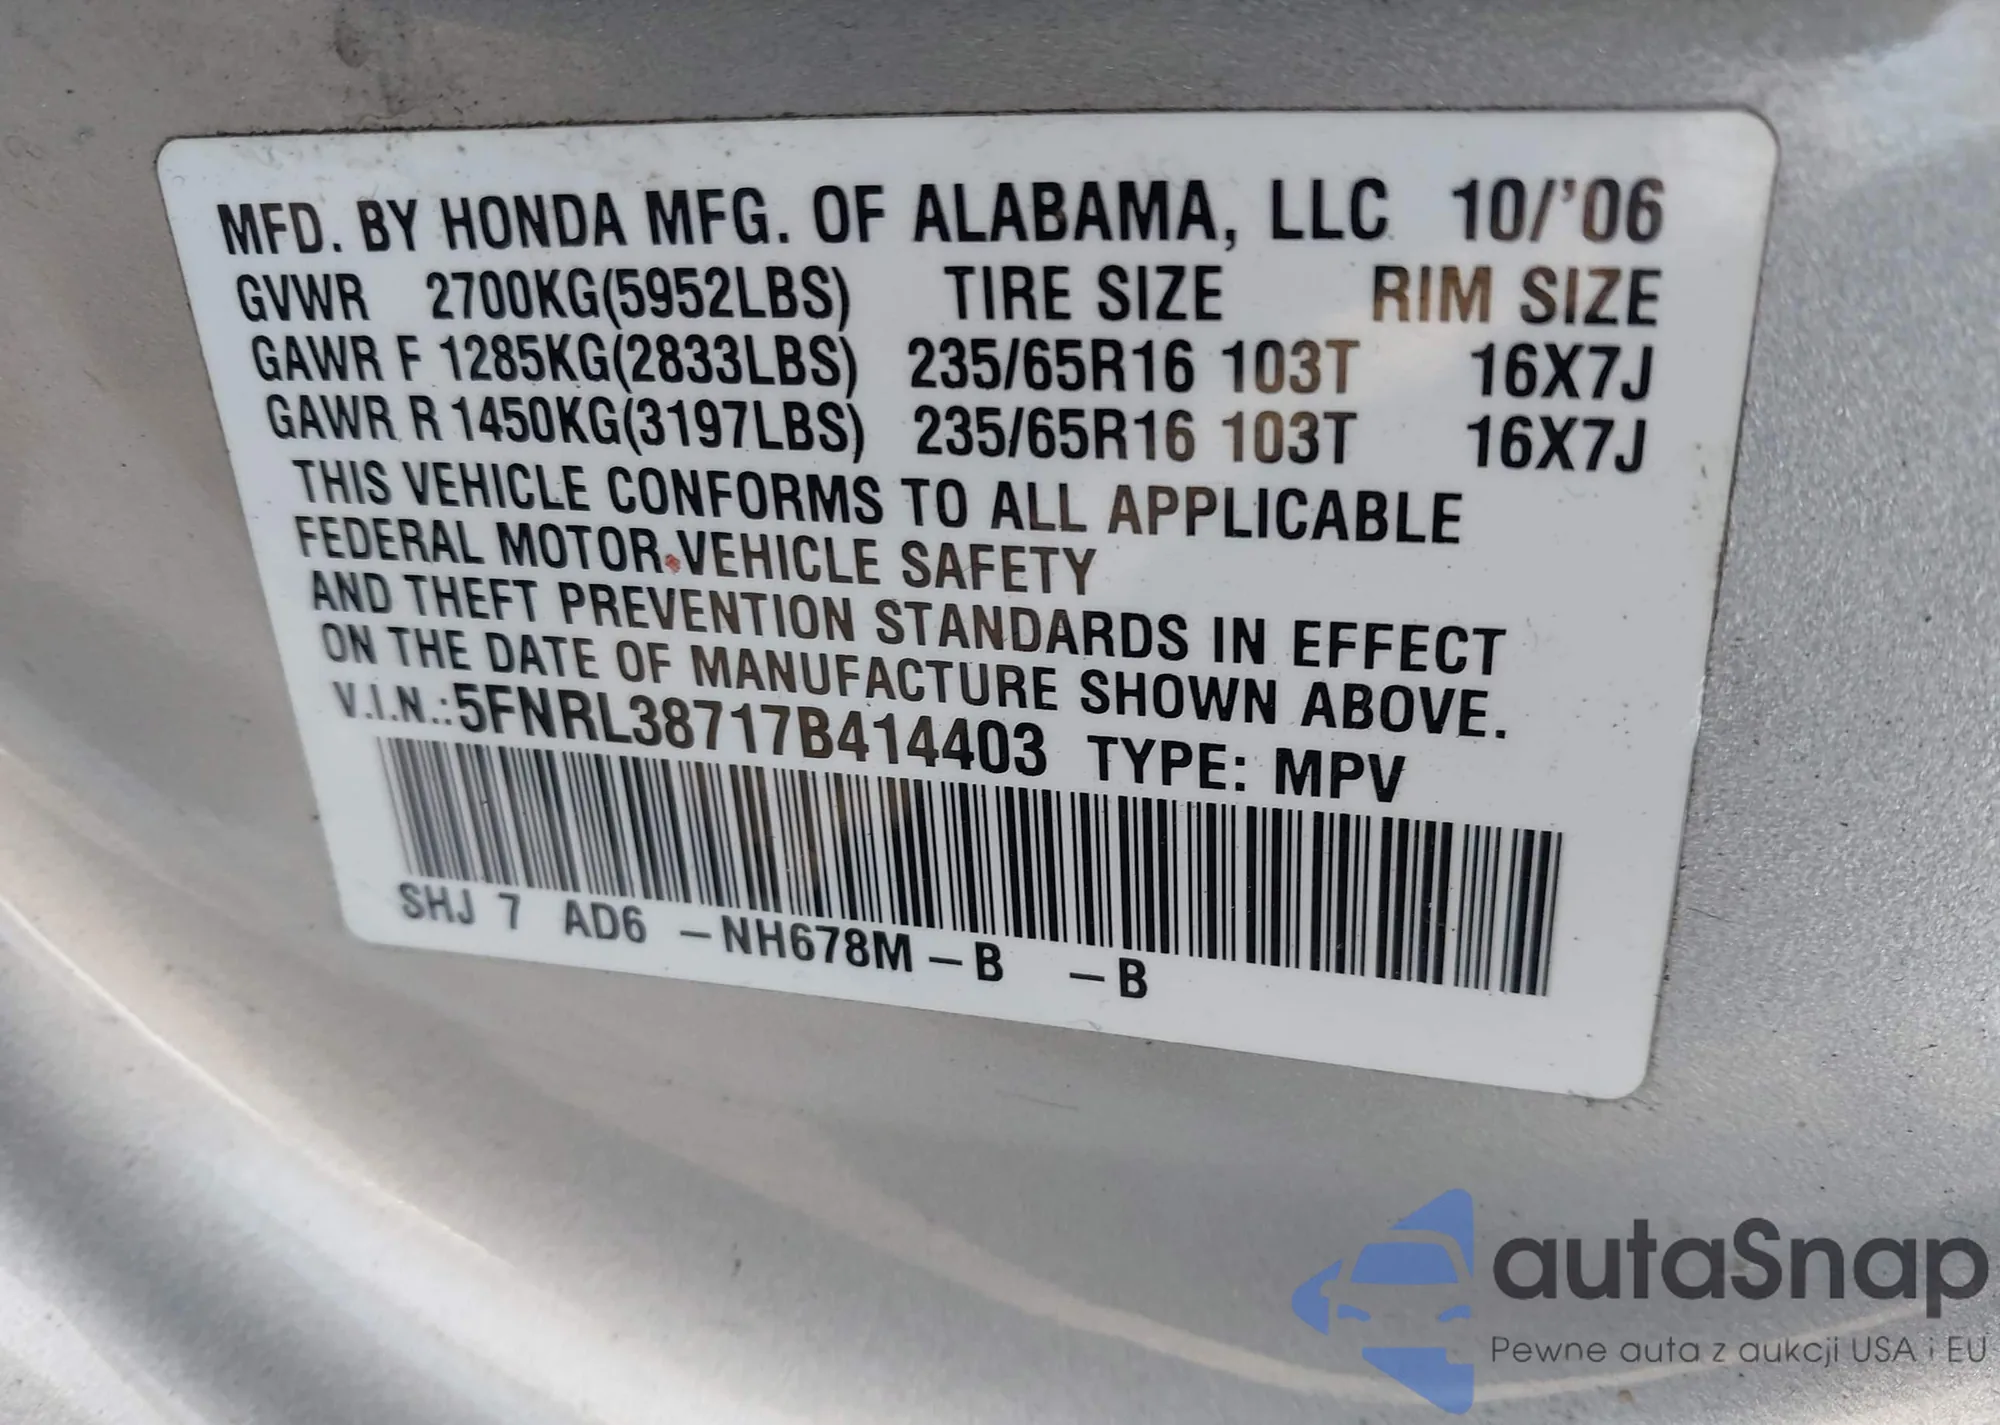 MFD. BY HONDA MFG. OF ALABAMA, LLC 10/'06
GVWR 2700KG(5952LBS) TIRE SIZE RIM SIZE
GAWR F 1285KG(2833LBS) 235/65R16 103T 16X7J
GAWR R 1450KG(3197LBS) 235/65R16 103T 16X7J
THIS VEHICLE CONFORMS TO ALL APPLICABLE
FEDERAL MOTOR VEHICLE SAFETY
AND THEFT PREVENTION STANDARDS IN EFFECT
ON THE DATE OF MANUFACTURE SHOWN ABOVE.
V.I.N.:5FNRL38717B414403 TYPE: MPV
SHJ 7 AD6 -NH678M-B -B
autaSnap
Pewne auta z aukcji USA i EU